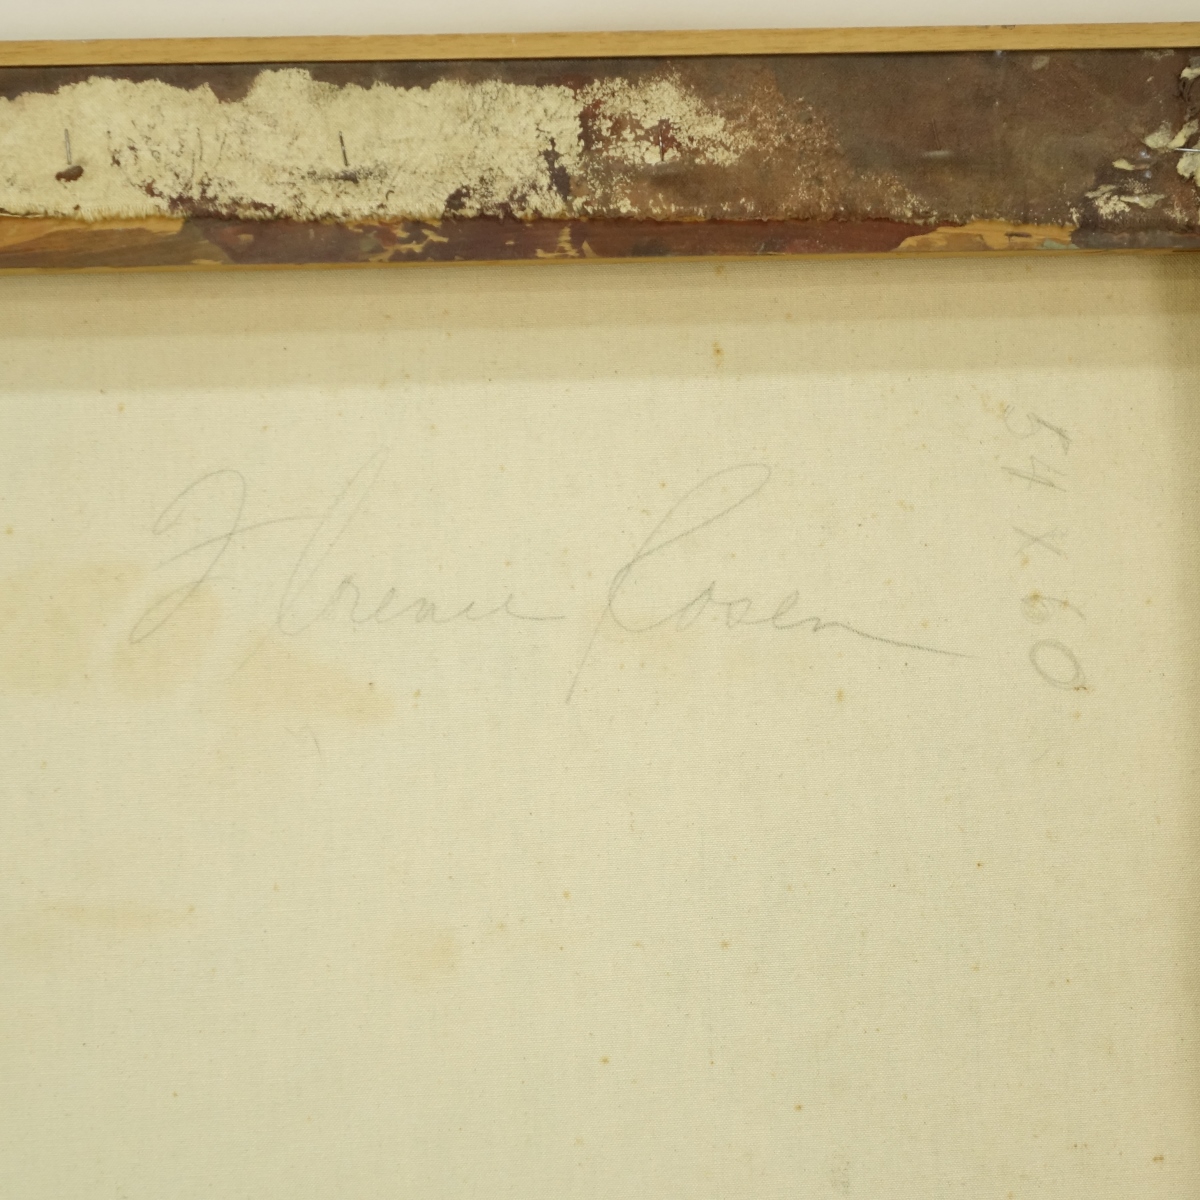 Florence Rosen
54 x 60